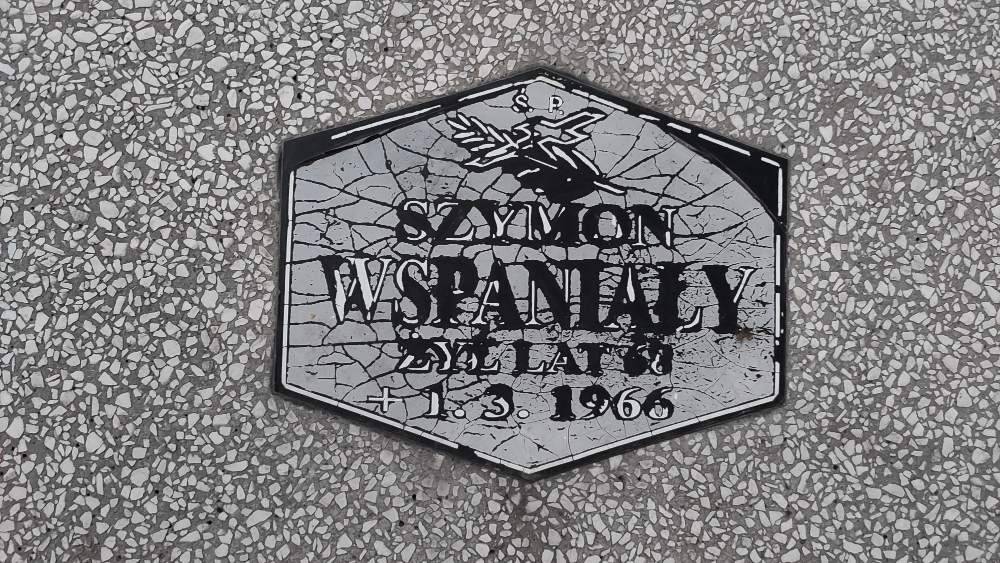 Ś. P.
SZYMON
WSPANIAŁY
ŻYŁ LAT
+ 1. 3. 1966